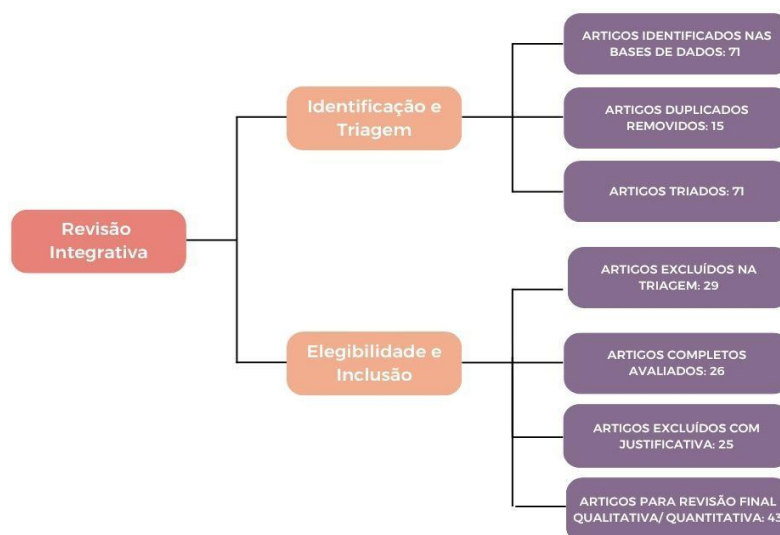 ARTIGOS IDENTIFICADOS NAS
BASES DE DADOS: 71
Identificação e
Triagem
ARTIGOS DUPLICADOS
REMOVIDOS: 15
ARTIGOS TRIADOS: 71
Revisão
Integrativa
ARTIGOS EXCLUÍDOS NA
TRIAGEM: 29
Elegibilidade e
Inclusão
ARTIGOS COMPLETOS
AVALIADOS: 26
ARTIGOS EXCLUÍDOS COM
JUSTIFICATIVA: 25
ARTIGOS PARA REVISÃO FINAL
QUALITATIVA/ QUANTITATIVA: 43